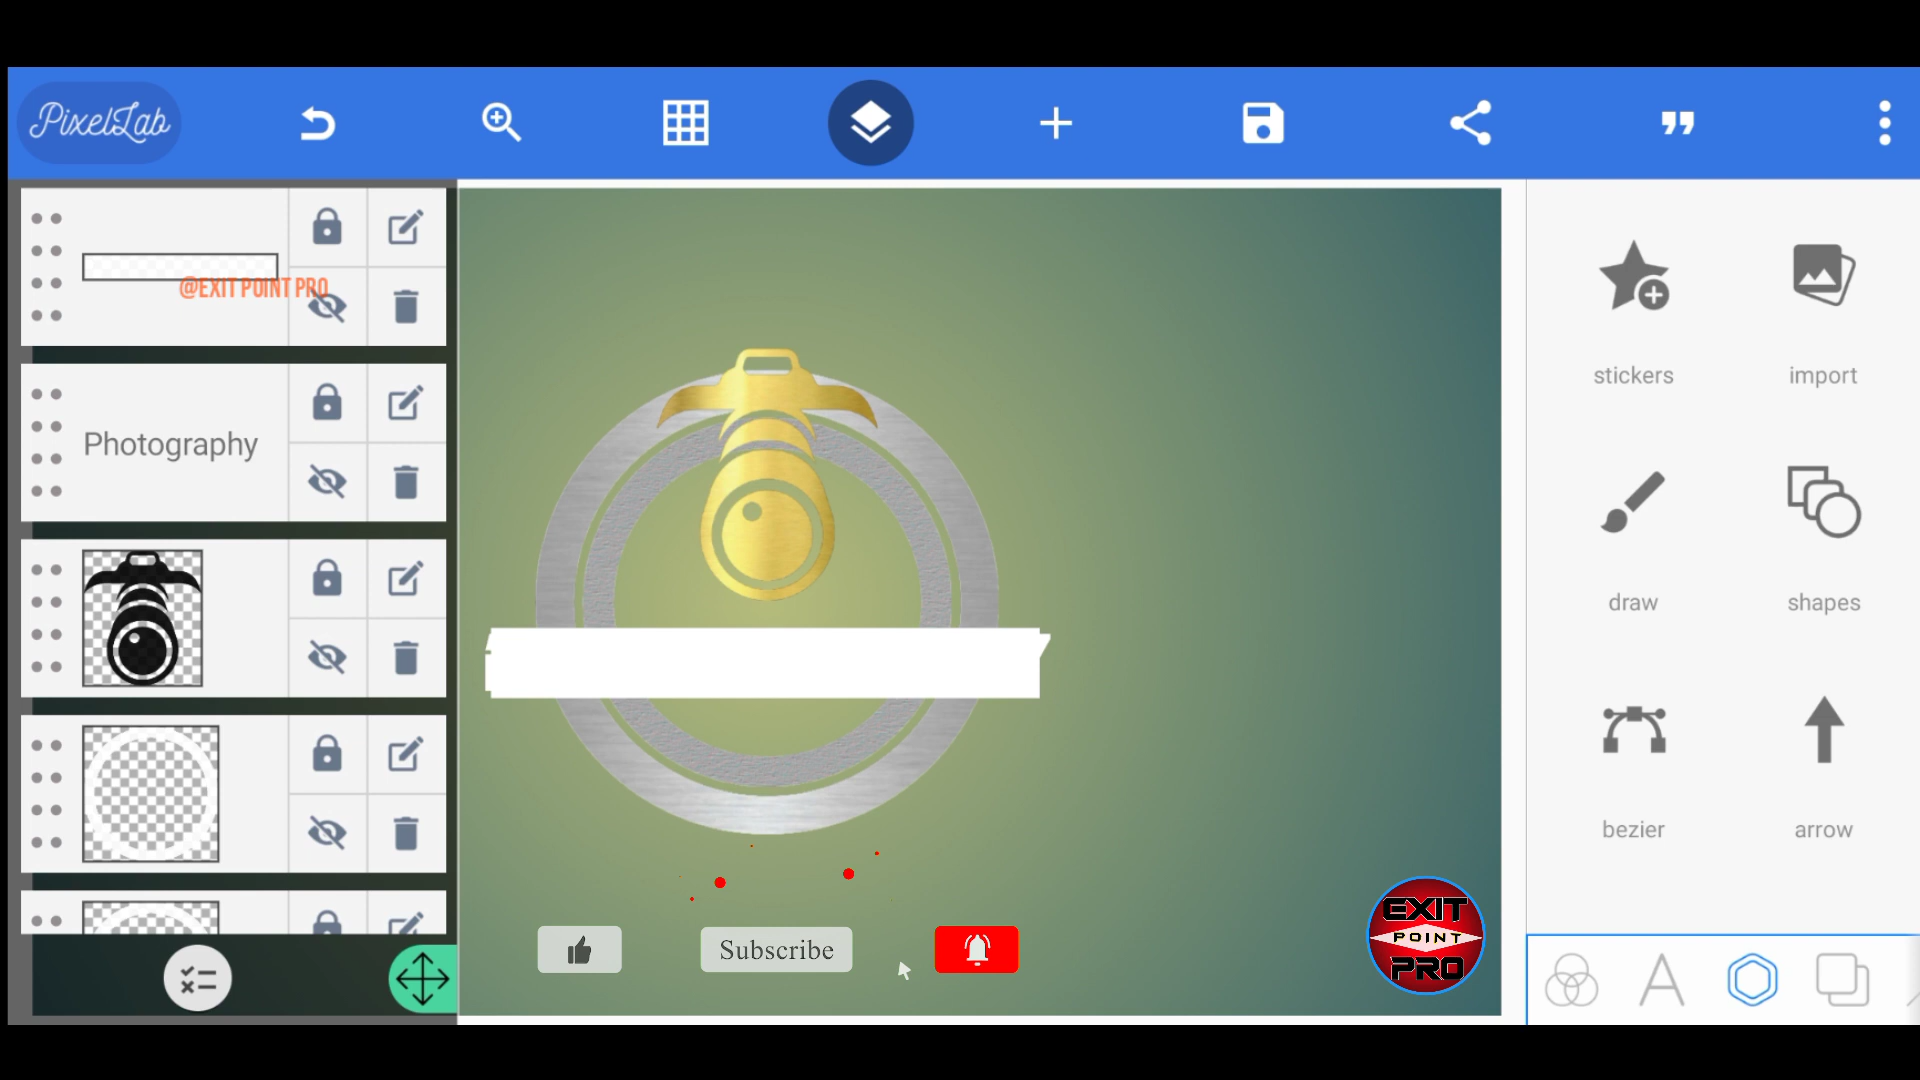 PixelLab
@EXIT POINT PRO
Photography
stickers
import
draw
shapes
bezier
arrow
Subscribe
EXIT
POINT
PRO